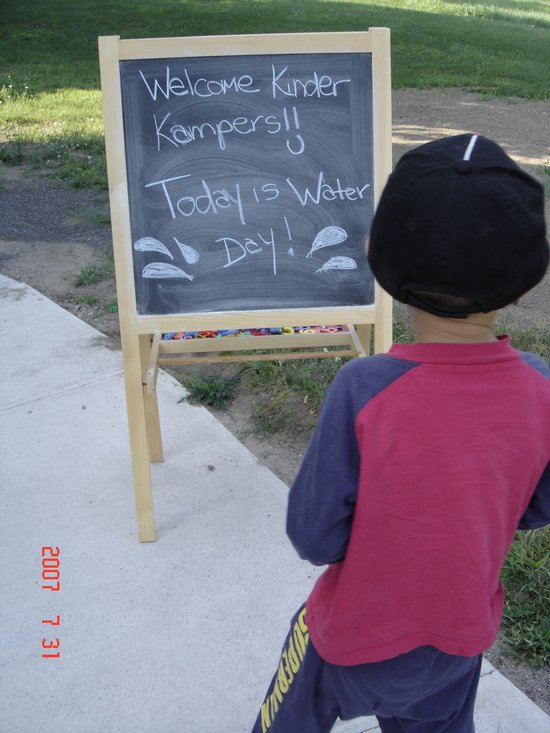 Welcome Kinder
Kampers!!
Today is Water
Day!
2007 7 31